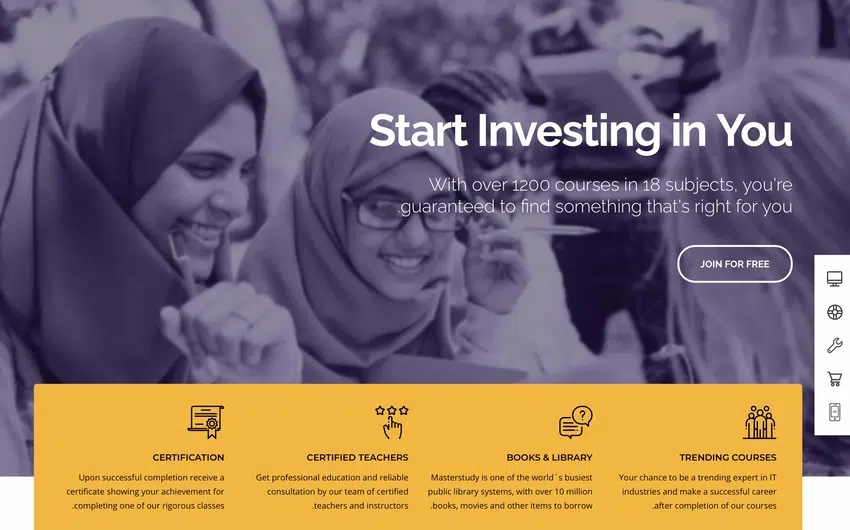 Start Investing in You
With over 1200 courses in 18 subjects, you're
.guaranteed to find something that's right for you
JOIN FOR FREE
TRENDING COURSES
Your chance to be a trending expert in IT
industries and make a successful career
.after completion of our courses
BOOKS & LIBRARY
Masterstudy is one of the world`s busiest
public library systems, with over 10 million
.books, movies and other items to borrow
CERTIFIED TEACHERS
Get professional education and reliable
consultation by our team of certified
.teachers and instructors
CERTIFICATION
Upon successful completion receive a
certificate showing your achievement for
.completing one of our rigorous classes